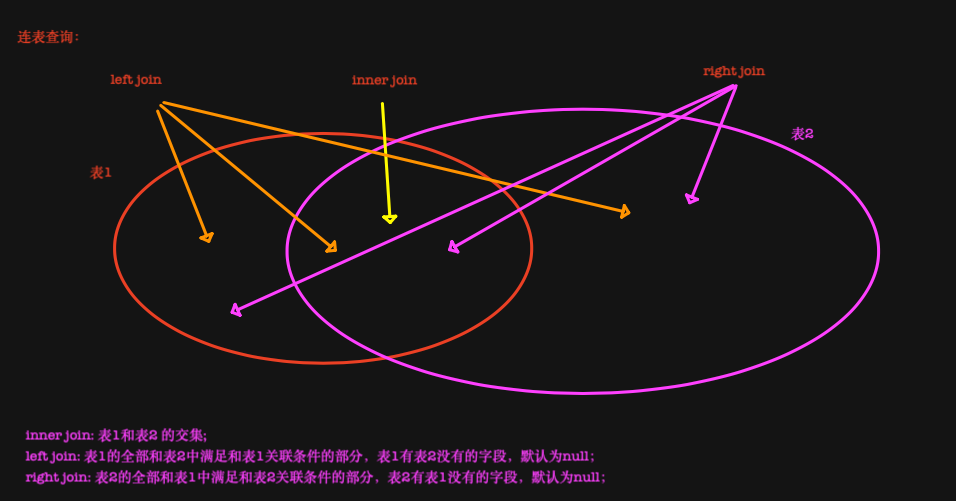 连表查询:
right join
left join
inner join
表2
表1
inner join: 表1和表2 的交集;
left join: 表1的全部和表2中满足和表1关联条件的部分，表1有表2没有的字段，默认为null;
right join: 表2的全部和表1中满足和表2关联条件的部分，表2有表1没有的字段，默认为null;